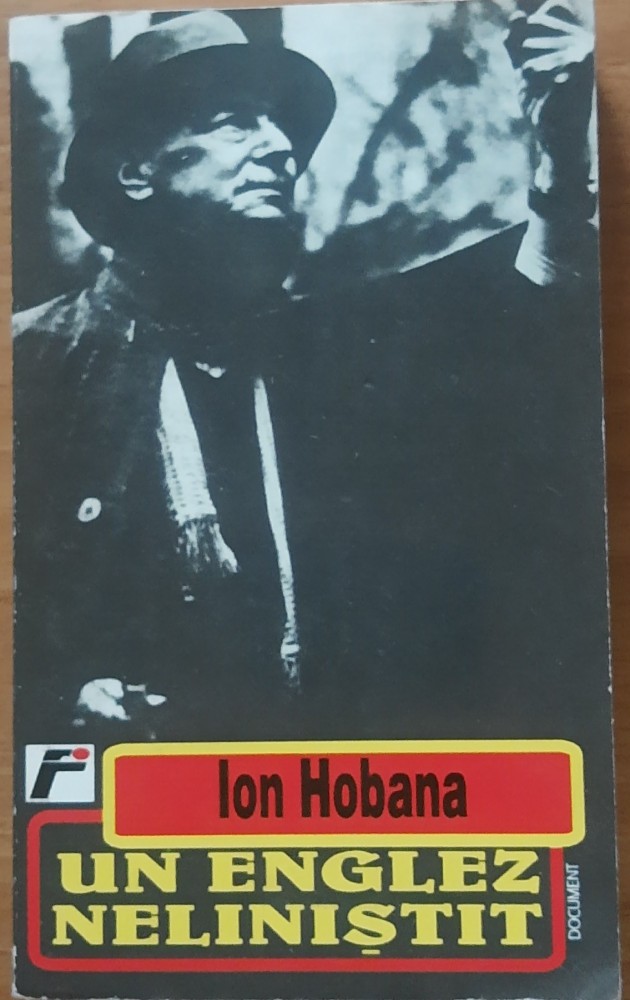 Ion Hobana
UN ENGLEZ
NELINIȘTIT
DOCUMENT